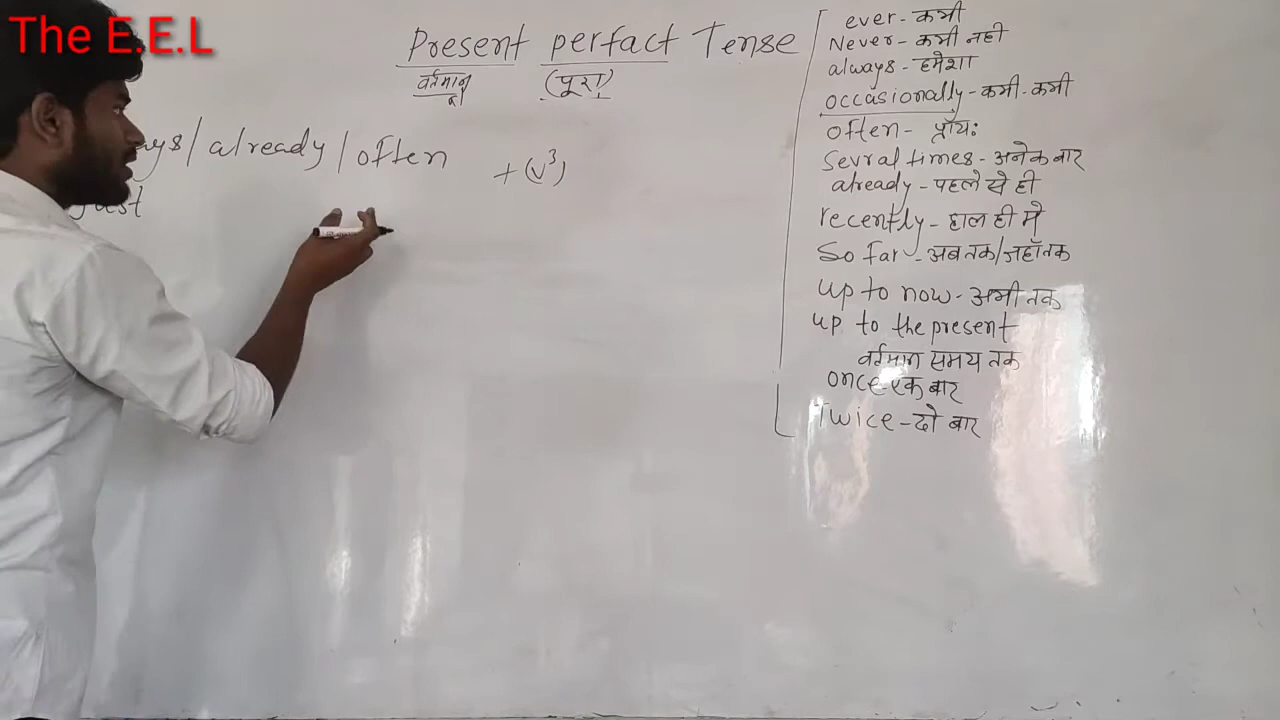 The E.E.L
Present perfact Tense
वर्तमान (पूरा)
का
ays/already/often +(v³)
Just
ever - कभी
Never - कभी नही
always - हमेशा
occasionally - कभी-कभी
often - प्रॉयः
Sevral times - अनेक बार
already - पहले से ही
recently - हाल ही मे
So far - अब तक/जहाँ तक
up to now - अभी तक
up to the present
वर्तमान समय तक
once - एक बार
Twice - दो बार